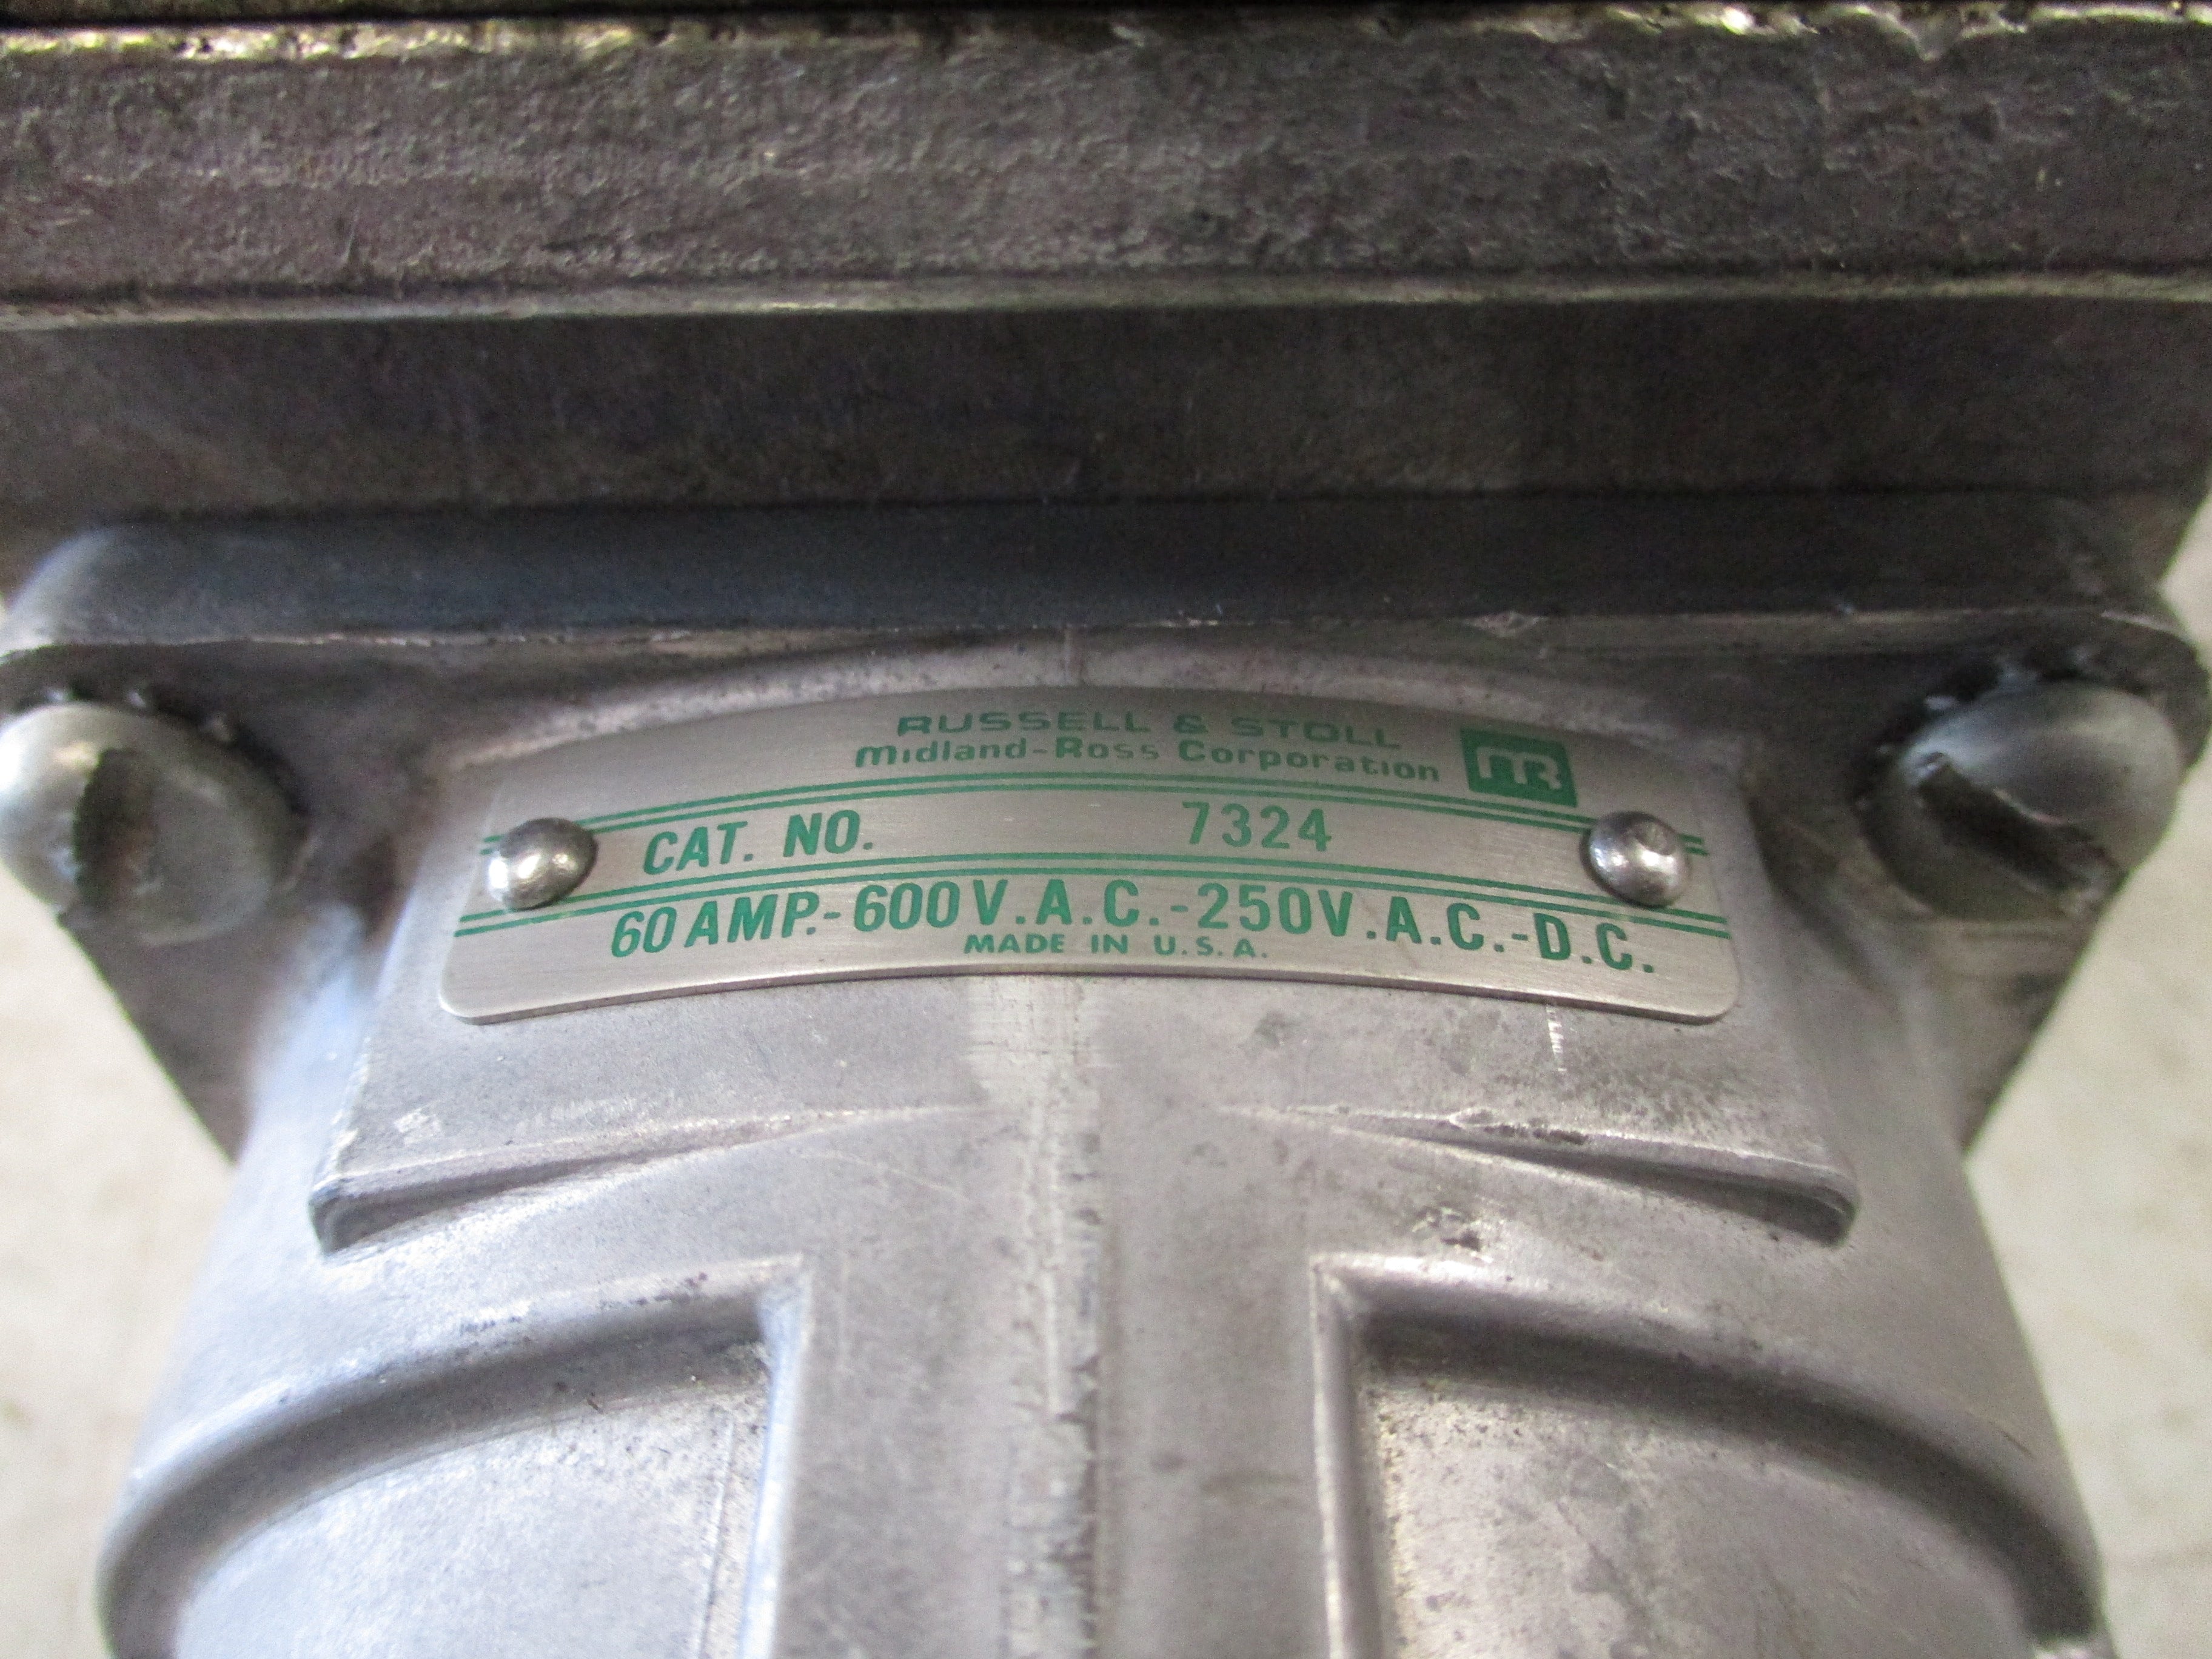 RUSSELL & STOLL
Midland-Ross Corporation
MR
CAT. NO. 7324
60 AMP.-600V.A.C.-250V.A.C.-D.C.
MADE IN U.S.A.